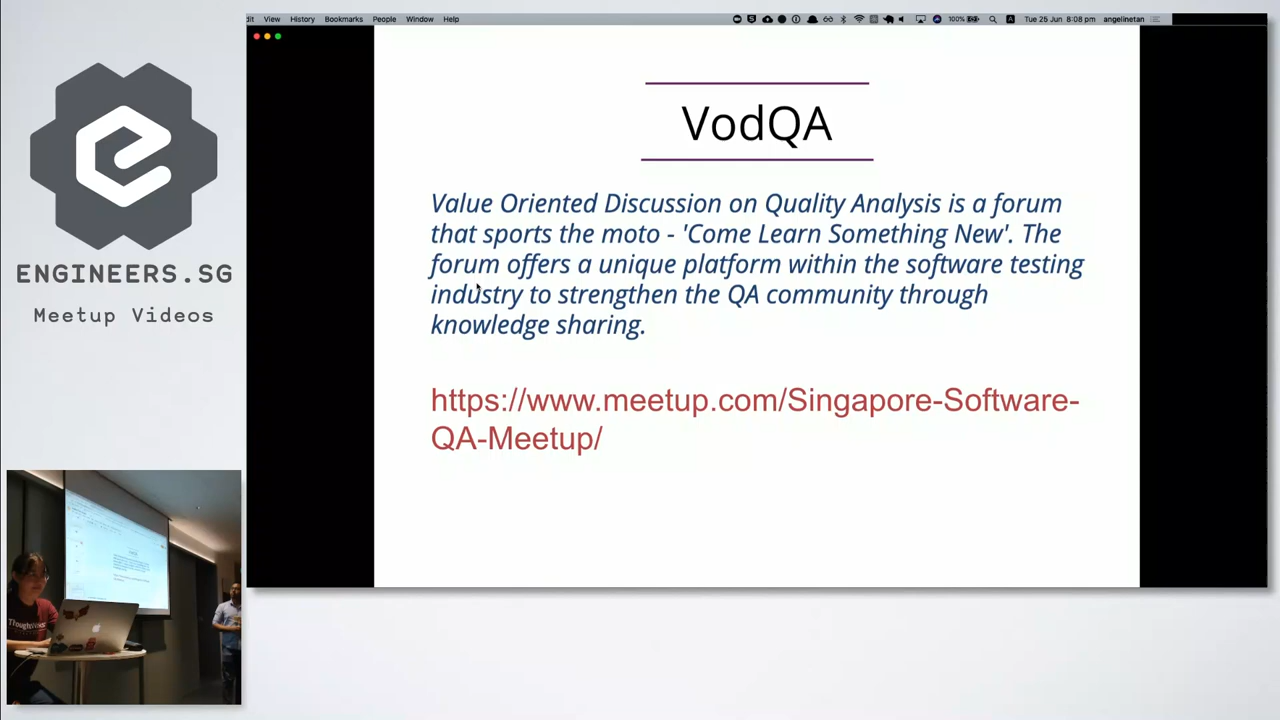 View History Bookmarks People Window Help 100% Tue 25 Jun 8:08 pm angelinetan
VodQA
Value Oriented Discussion on Quality Analysis is a forum
that sports the moto - 'Come Learn Something New'. The
forum offers a unique platform within the software testing
industry to strengthen the QA community through
knowledge sharing.
https://www.meetup.com/Singapore-Software-
QA-Meetup/
ENGINEERS.SG
Meetup Videos